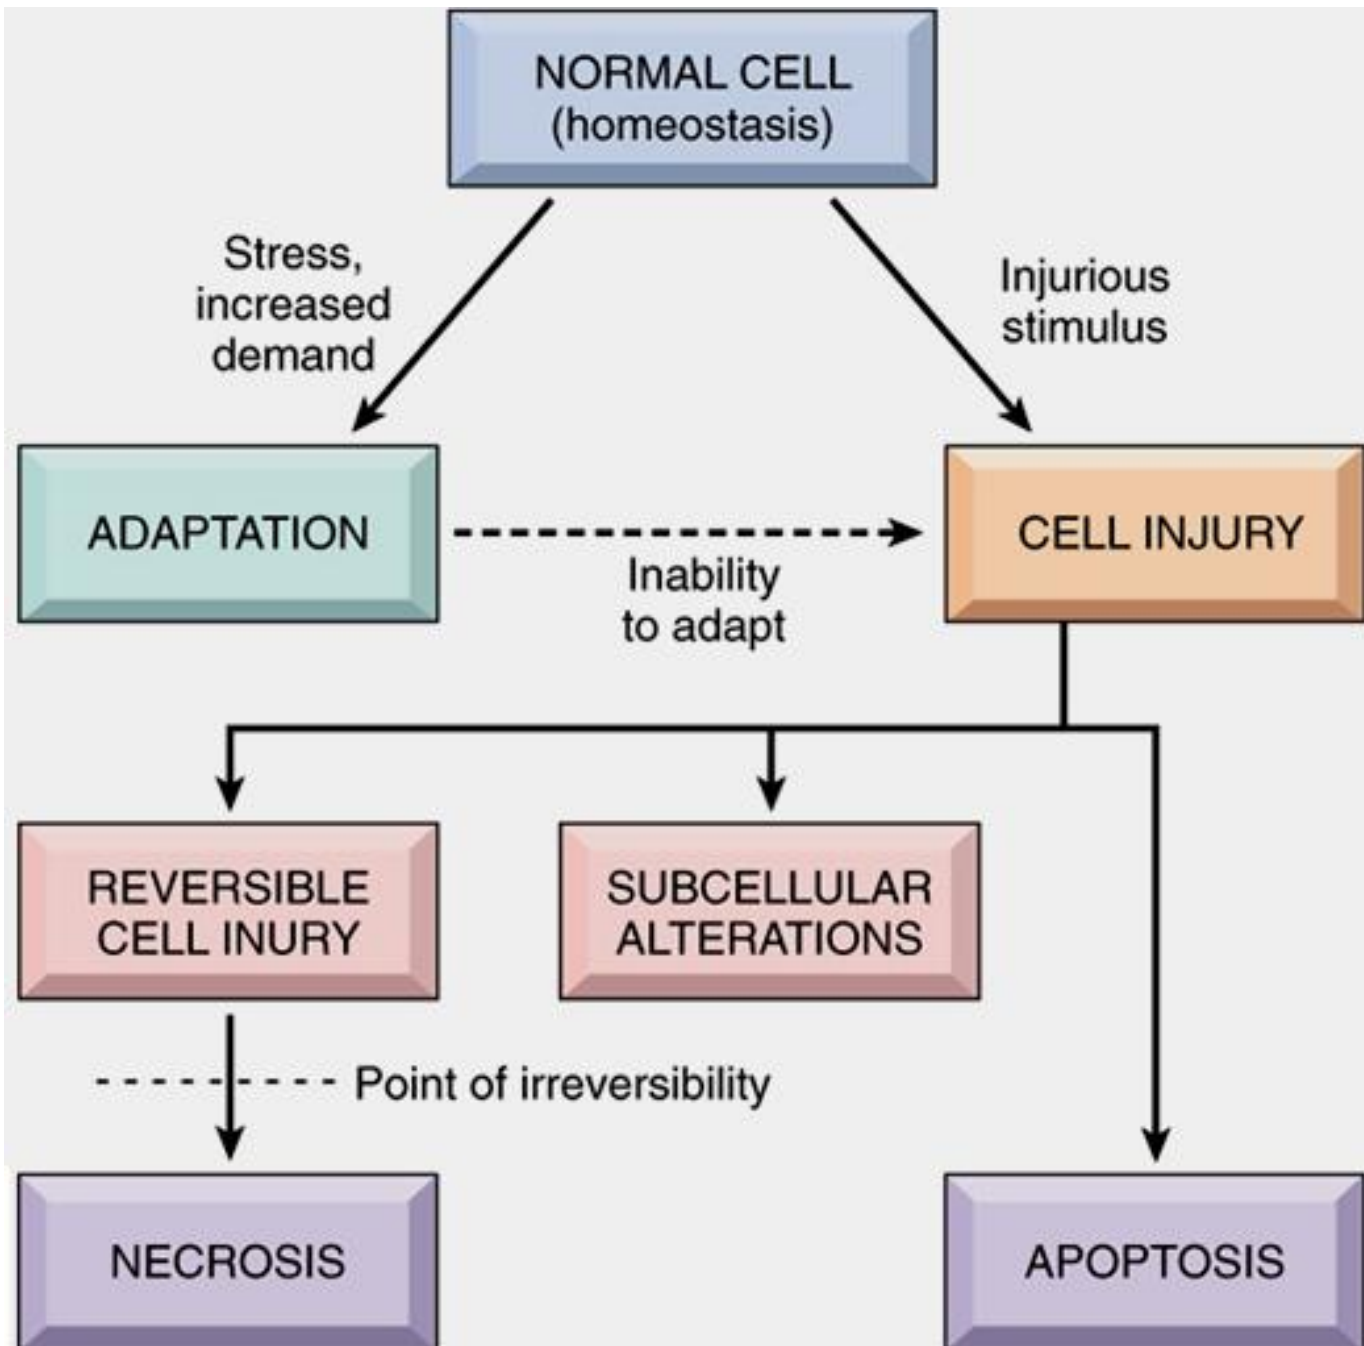 NORMAL CELL
(homeostasis)
Stress,
increased
demand
Injurious
stimulus
ADAPTATION
Inability
to adapt
CELL INJURY
REVERSIBLE
CELL INURY
SUBCELLULAR
ALTERATIONS
Point of irreversibility
NECROSIS
APOPTOSIS